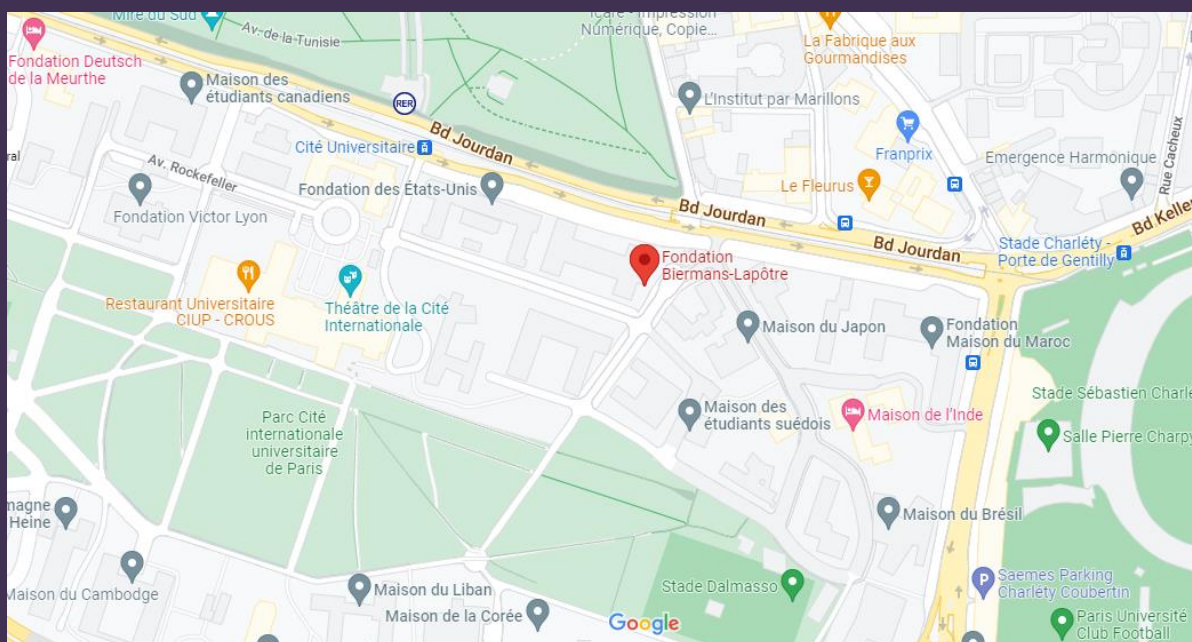 Mire du Sud
Av. de la Tunisie
Icare - Impression
Numérique, Copie...
La Fabrique aux
Gourmandises
Fondation Deutsch
de la Meurthe
Maison des
étudiants canadiens
RER
L'Institut par Marillons
Bd Jourdan
Cité Universitaire
Franprix
Emergence Harmonique
Rue Cacheux
ral
Av. Rockefeller
Fondation des États-Unis
Le Fleurus
Fondation Victor Lyon
Bd Jourdan
Bd Jourdan
Bd Keller
Stade Charléty -
Porte de Gentilly
Fondation
Biermans-Lapôtre
Restaurant Universitaire
CIUP - CROUS
Théâtre de la Cité
Internationale
Maison du Japon
Fondation
Maison du Maroc
Stade Sébastien Charlé
Parc Cité
internationale
universitaire
de Paris
Maison des
étudiants suédois
Maison de l'Inde
Salle Pierre Charpy
magne
Heine
Maison du Brésil
Maison du Cambodge
Maison du Liban
Maison de la Corée
Stade Dalmasso
P
Saemes Parking
Charléty Coubertin
Google
Paris Université
Club Football